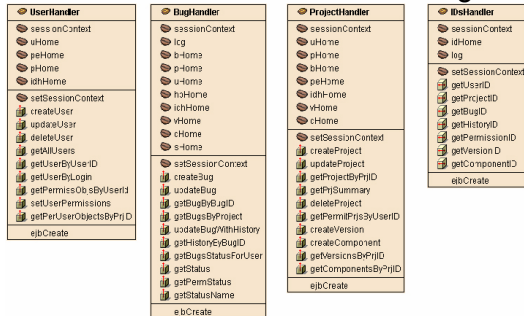 UserHandler
sessionContext
uHome
peHome
pHome
idhHome
setSessionContext
createUser
updateUser
deleteUser
getAllUsers
getUserByUserID
getUserByLogin
getPermissObsByUserId
setUserPermissions
getPerUserObjectsByPrjID
ejbCreate
BugHandler
sessionContext
log
bHome
pHome
uHome
hbHome
ichHome
vHome
cHome
sHome
setSessionContext
createBug
updateBug
getBugByBugID
getBugsByProject
updateBugWithHistory
getHistoryByBugID
getBugsStatusForUser
getStatus
getPermStatus
getStatusName
ejbCreate
ProjectHandler
sessionContext
uHome
pHome
bHome
peHome
idhHome
vHome
cHome
setSessionContext
createProject
updateProject
getProjectByPrjID
getPrjSummary
deleteProject
getPermitPrjsByUserID
createVersion
createComponent
getVersionsByPrjID
getComponentsByPrjID
ejbCreate
IDsHandler
sessionContext
idHome
log
setSessionContext
getUserID
getProjectID
getBugID
getHistoryID
getPermissionID
getVersionID
getComponentID
ejbCreate